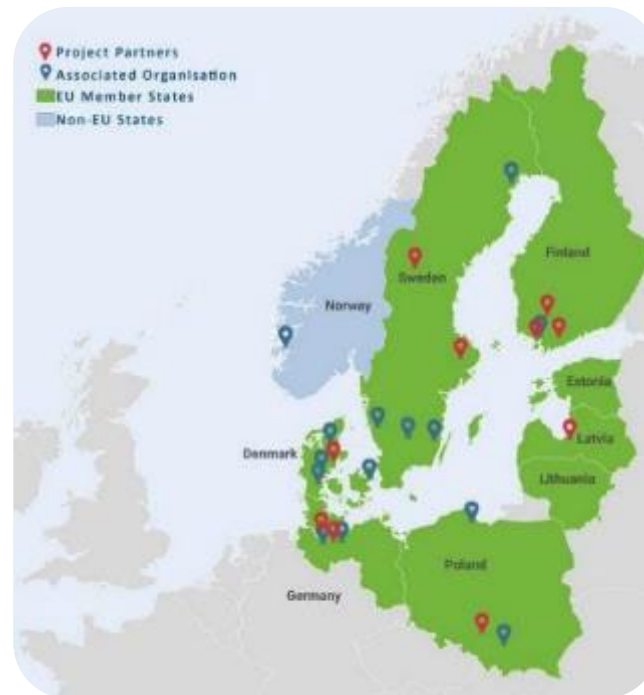 Project Partners
Associated Organisation
EU Member States
Non-EU States
Finland
Sweden
Norway
Estonia
Latvia
Denmark
Lithuania
Poland
Germany